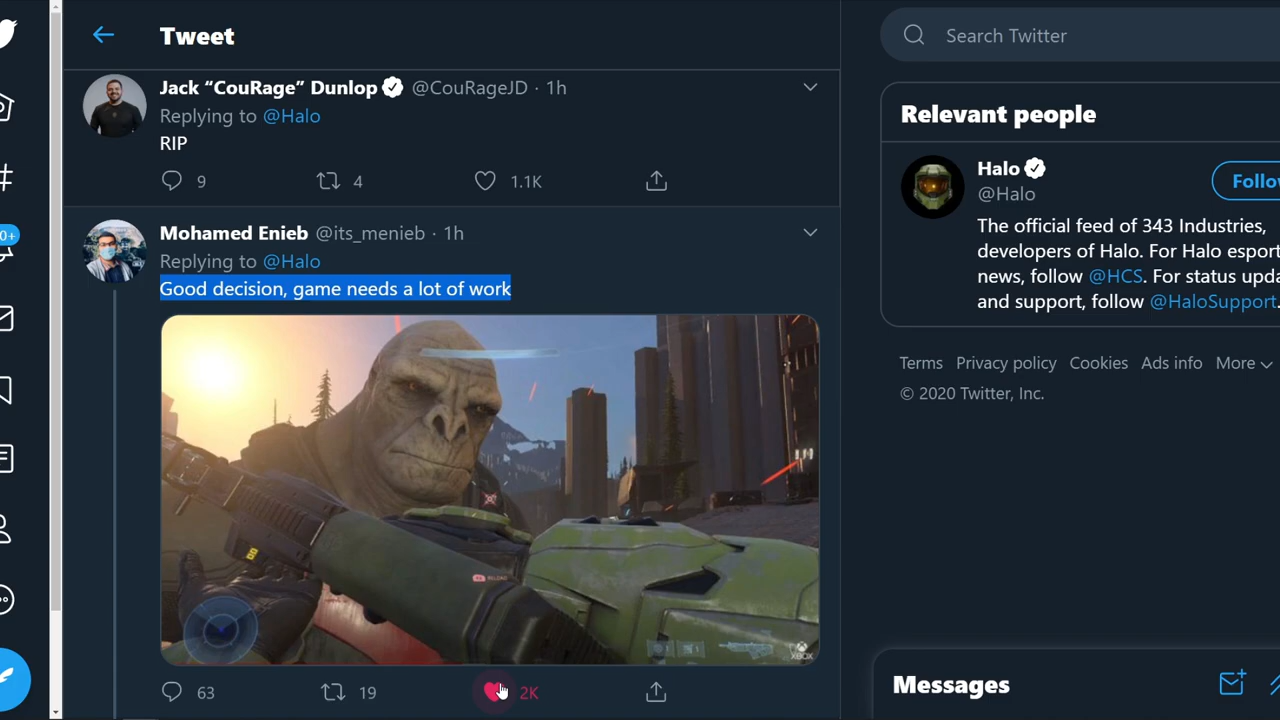 Tweet
Jack “CouRage” Dunlop @CouRageJD · 1h
Replying to @Halo
RIP
9 4 1.1K
Mohamed Enieb @its_menieb · 1h
Replying to @Halo
Good decision, game needs a lot of work
RELOAD
XBOX
63 19 2K
Search Twitter
Relevant people
Halo
@Halo
Follow
The official feed of 343 Industries,
developers of Halo. For Halo esport
news, follow @HCS. For status upda
and support, follow @HaloSupport.
Terms Privacy policy Cookies Ads info More
© 2020 Twitter, Inc.
Messages